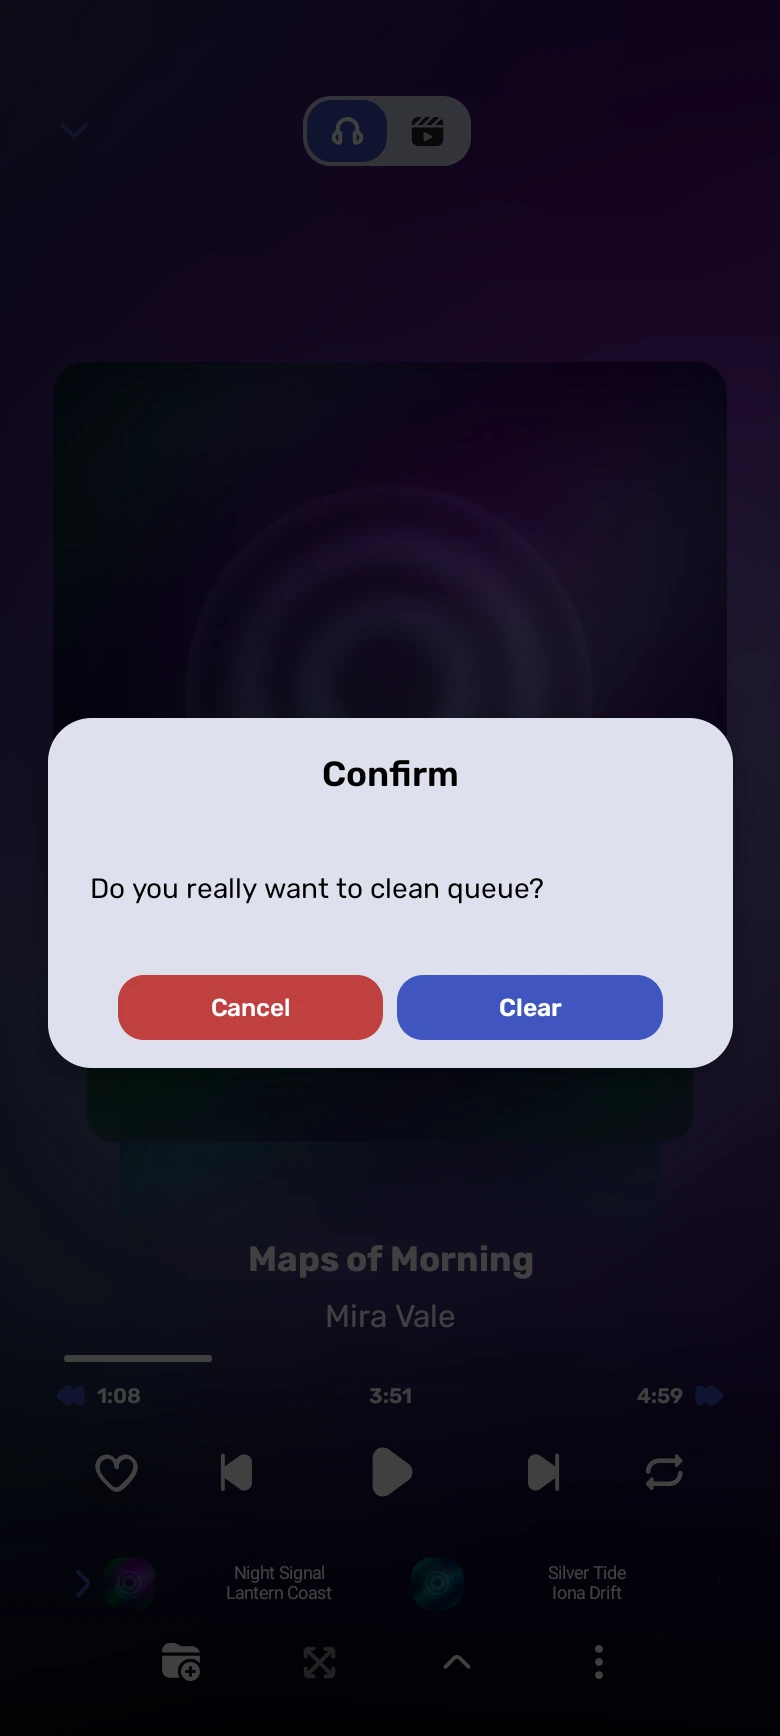 Confirm
Do you really want to clean queue?
Cancel
Clear
Maps of Morning
Mira Vale
1:08
3:51
4:59
Night Signal
Lantern Coast
Silver Tide
Iona Drift